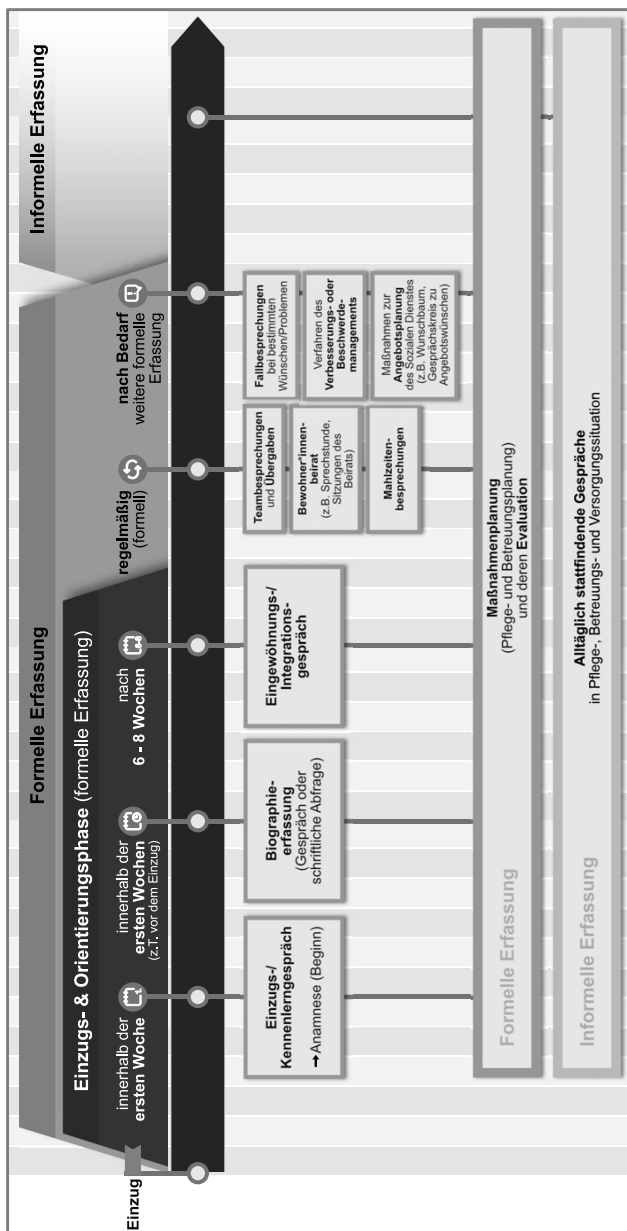 Formelle Erfassung
Informelle Erfassung
Einzugs- & Orientierungsphase (formelle Erfassung)
Einzug
innerhalb der
ersten Woche
innerhalb der
ersten Wochen
(z.T. vor dem Einzug)
nach
6 - 8 Wochen
regelmäßig
(formell)
nach Bedarf
weitere formelle
Erfassung
Einzugs-/
Kennenlerngespräch
→Anamnese (Beginn)
Biographie-
erfassung
(Gespräch oder
schriftliche Abfrage)
Eingewöhnungs-/
Integrations-
gespräch
Teambesprechungen
und Übergaben
Bewohner*innen-
beirat
(z.B. Sprechstunde,
Sitzungen des
Beirats)
Mahlzeiten-
besprechungen
Fallbesprechungen
bei bestimmten
Wünschen/Problemen
Verfahren des
Verbesserungs- oder
Beschwerde-
managements
Maßnahmen zur
Angebotsplanung
des Sozialen Dienstes
(z.B. Wunschbaum,
Gesprächskreis zu
Angebotswünschen)
Formelle Erfassung
Maßnahmenplanung
(Pflege- und Betreuungsplanung)
und deren Evaluation
Informelle Erfassung
Alltäglich stattfindende Gespräche
in Pflege-, Betreuungs- und Versorgungssituation